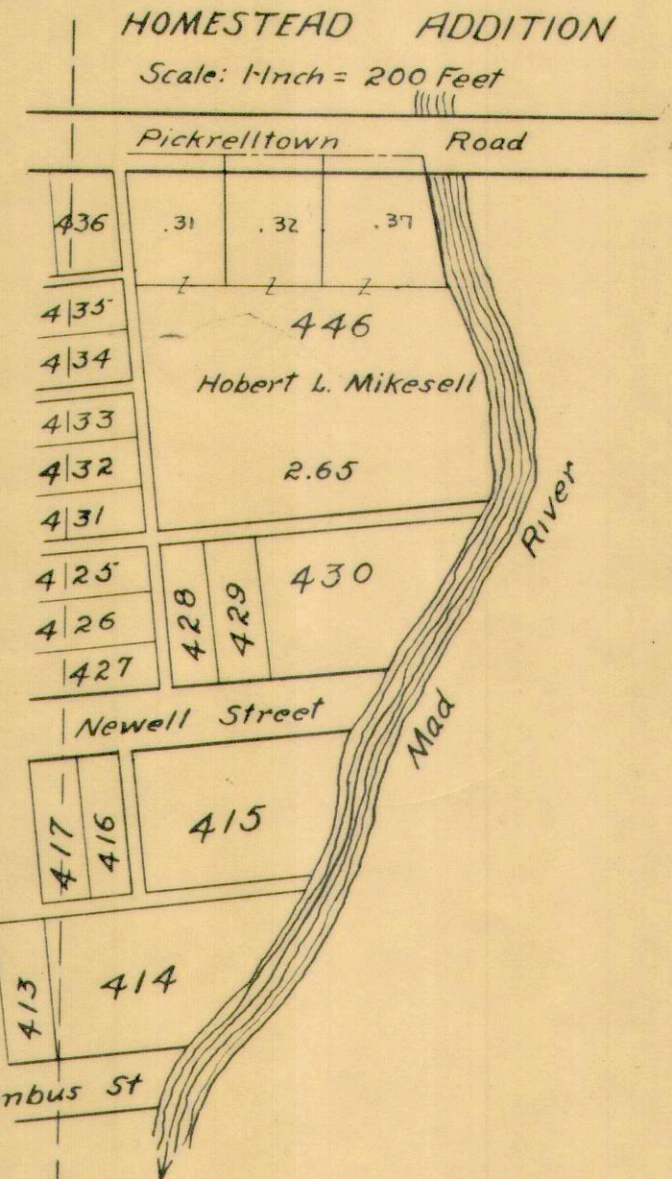 HOMESTEAD ADDITION
Scale: 1-Inch = 200 Feet
Pickrelltown Road
436
.31
.32
.37
435
434
446
Hobert L. Mikesell
433
432
2.65
431
River
425
430
428
429
426
427
Newell Street
Mad
417
416
415
413
414
nbus St